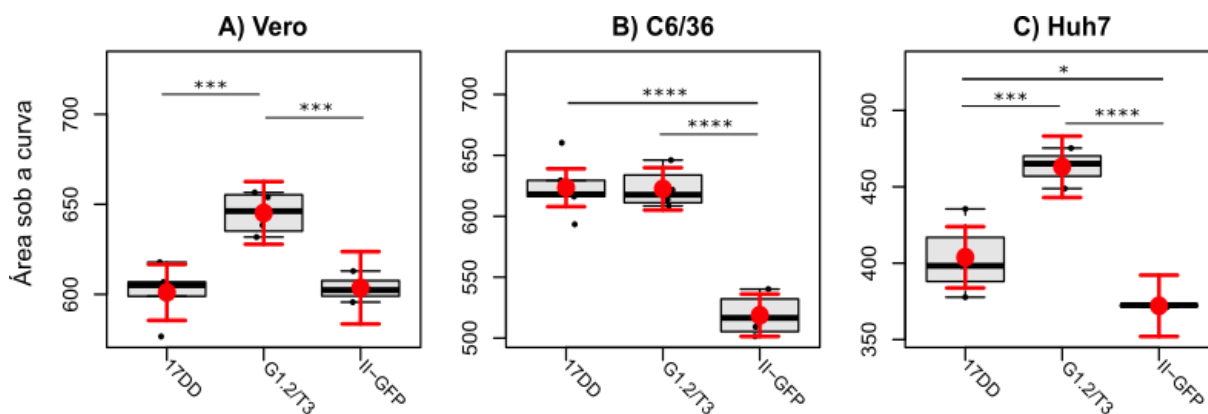 A) Vero
B) C6/36
C) Huh7
Área sob a curva
700
650
600
***
***
17DD
G1.2/T3
II−GFP
700
650
600
550
500
****
****
17DD
G1.2/T3
II−GFP
500
450
400
350
*
***
****
17DD
G1.2/T3
II−GFP